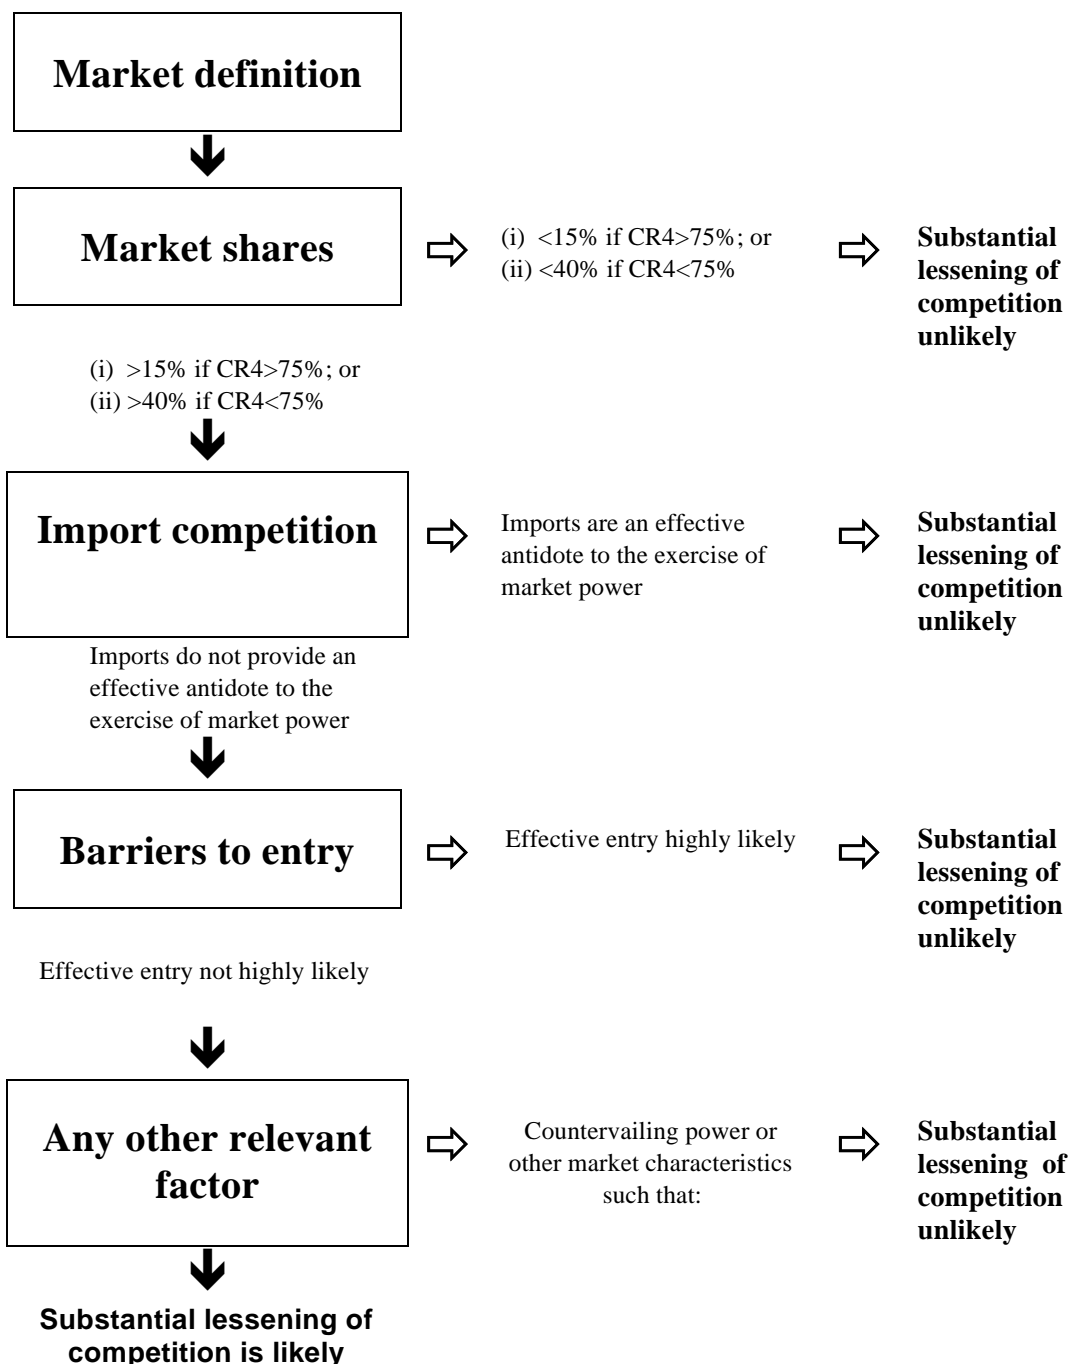 Market definition
Market shares
(i) <15% if CR4>75%; or
(ii) <40% if CR4<75%
Substantial
lessening of
competition
unlikely
(i) >15% if CR4>75%; or
(ii) >40% if CR4<75%
Import competition
Imports are an effective
antidote to the exercise of
market power
Substantial
lessening of
competition
unlikely
Imports do not provide an
effective antidote to the
exercise of market power
Barriers to entry
Effective entry highly likely
Substantial
lessening of
competition
unlikely
Effective entry not highly likely
Any other relevant
factor
Countervailing power or
other market characteristics
such that:
Substantial
lessening of
competition
unlikely
Substantial lessening of
competition is likely